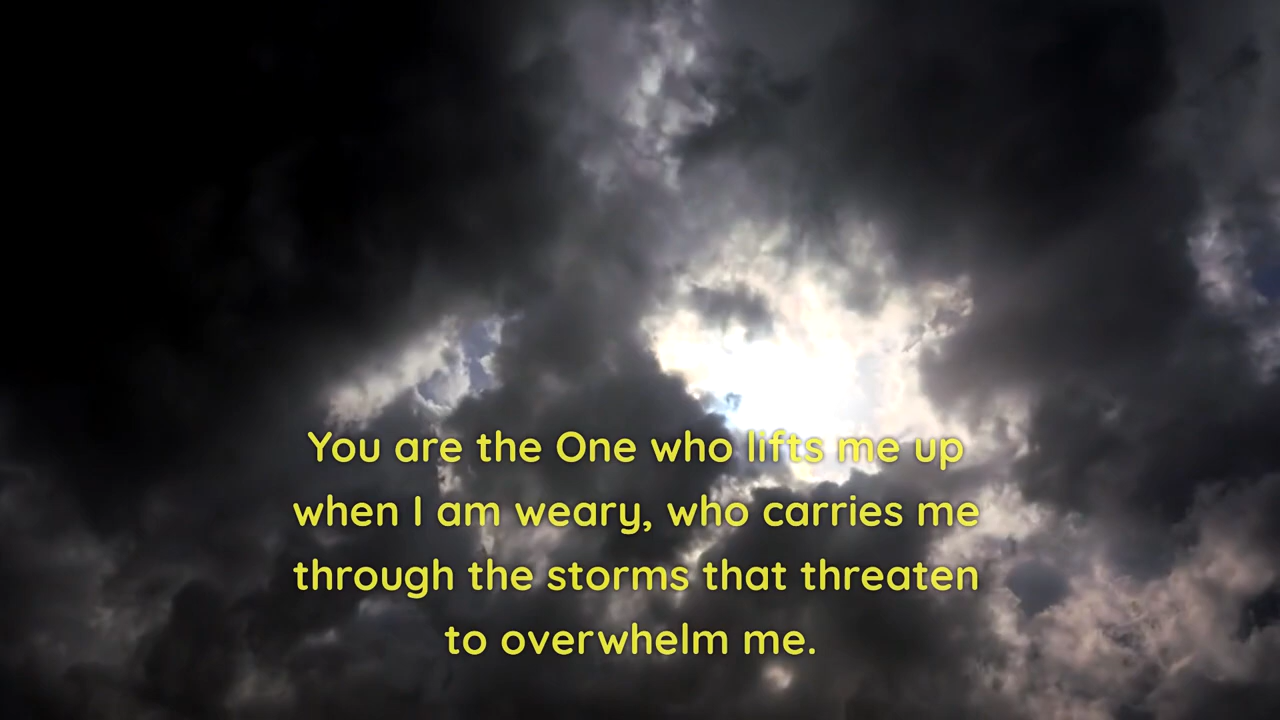 You are the One who lifts me up
when I am weary, who carries me
through the storms that threaten
to overwhelm me.